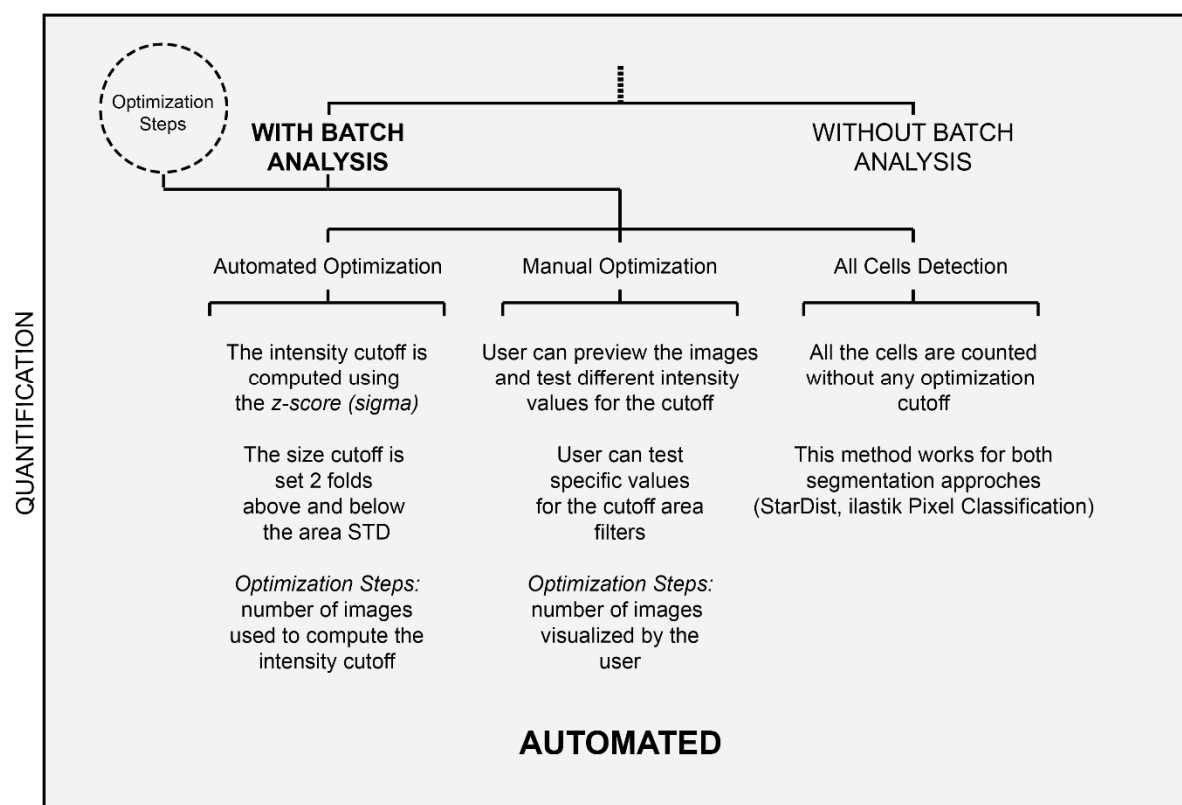 Optimization
Steps
WITH BATCH
ANALYSIS
WITHOUT BATCH
ANALYSIS
QUANTIFICATION
Automated Optimization
The intensity cutoff is
computed using
the z-score (sigma)
The size cutoff is
set 2 folds
above and below
the area STD
Optimization Steps:
number of images
used to compute the
intensity cutoff
Manual Optimization
User can preview the images
and test different intensity
values for the cutoff
User can test
specific values
for the cutoff area
filters
Optimization Steps:
number of images
visualized by the
user
All Cells Detection
All the cells are counted
without any optimization
cutoff
This method works for both
segmentation approches
(StarDist, ilastik Pixel Classification)
AUTOMATED